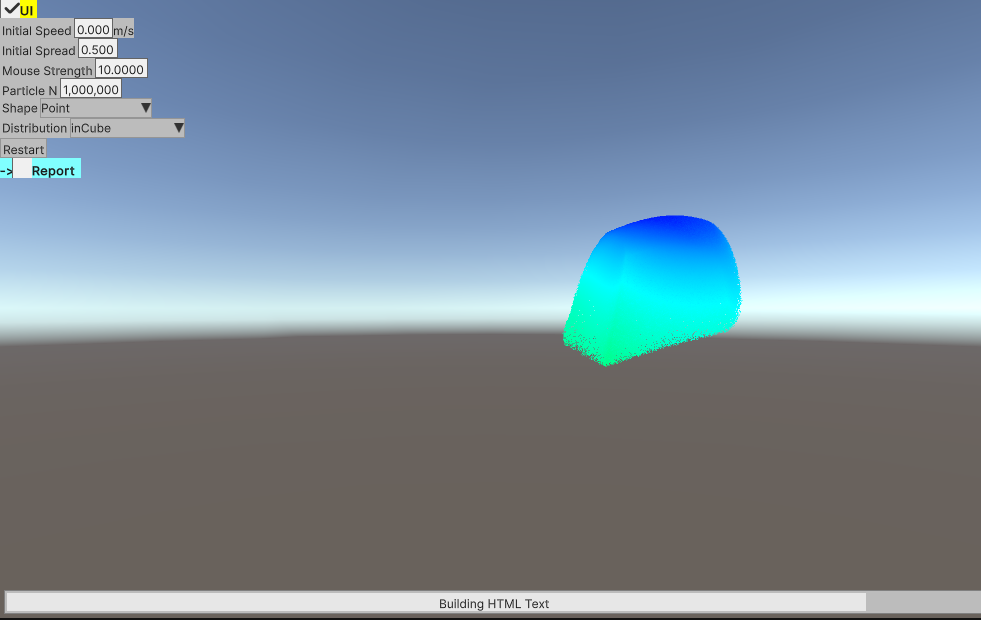 UI
Initial Speed 0.000 m/s
Initial Spread 0.500
Mouse Strength 10.0000
Particle N 1,000,000
Shape Point
Distribution inCube
Restart
-> Report
Building HTML Text